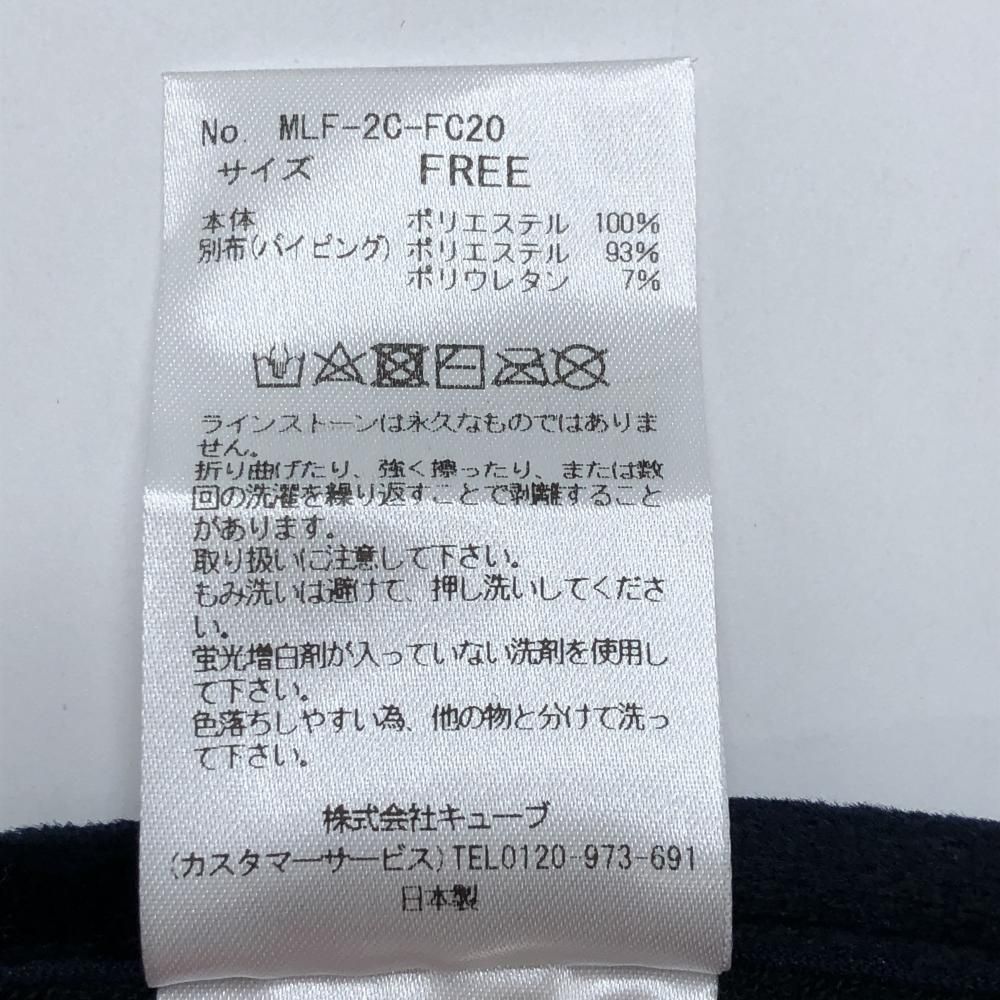 No. MLF-2C-FC20
サイズ FREE
本体 ポリエステル 100%
別布(パイピング) ポリエステル 93%
ポリウレタン 7%
ラインストーンは永久なものではありま
せん。
折り曲げたり、強く擦ったり、または数
回の洗濯を繰り返すことで剥離すること
があります。
取り扱いにご注意して下さい。
もみ洗いは避けて、押し洗いしてくださ
い。
蛍光増白剤が入っていない洗剤を使用し
て下さい。
色落ちしやすい為、他の物と分けて洗っ
て下さい。
株式会社キューブ
(カスタマーサービス)TEL0120-973-691
日本製